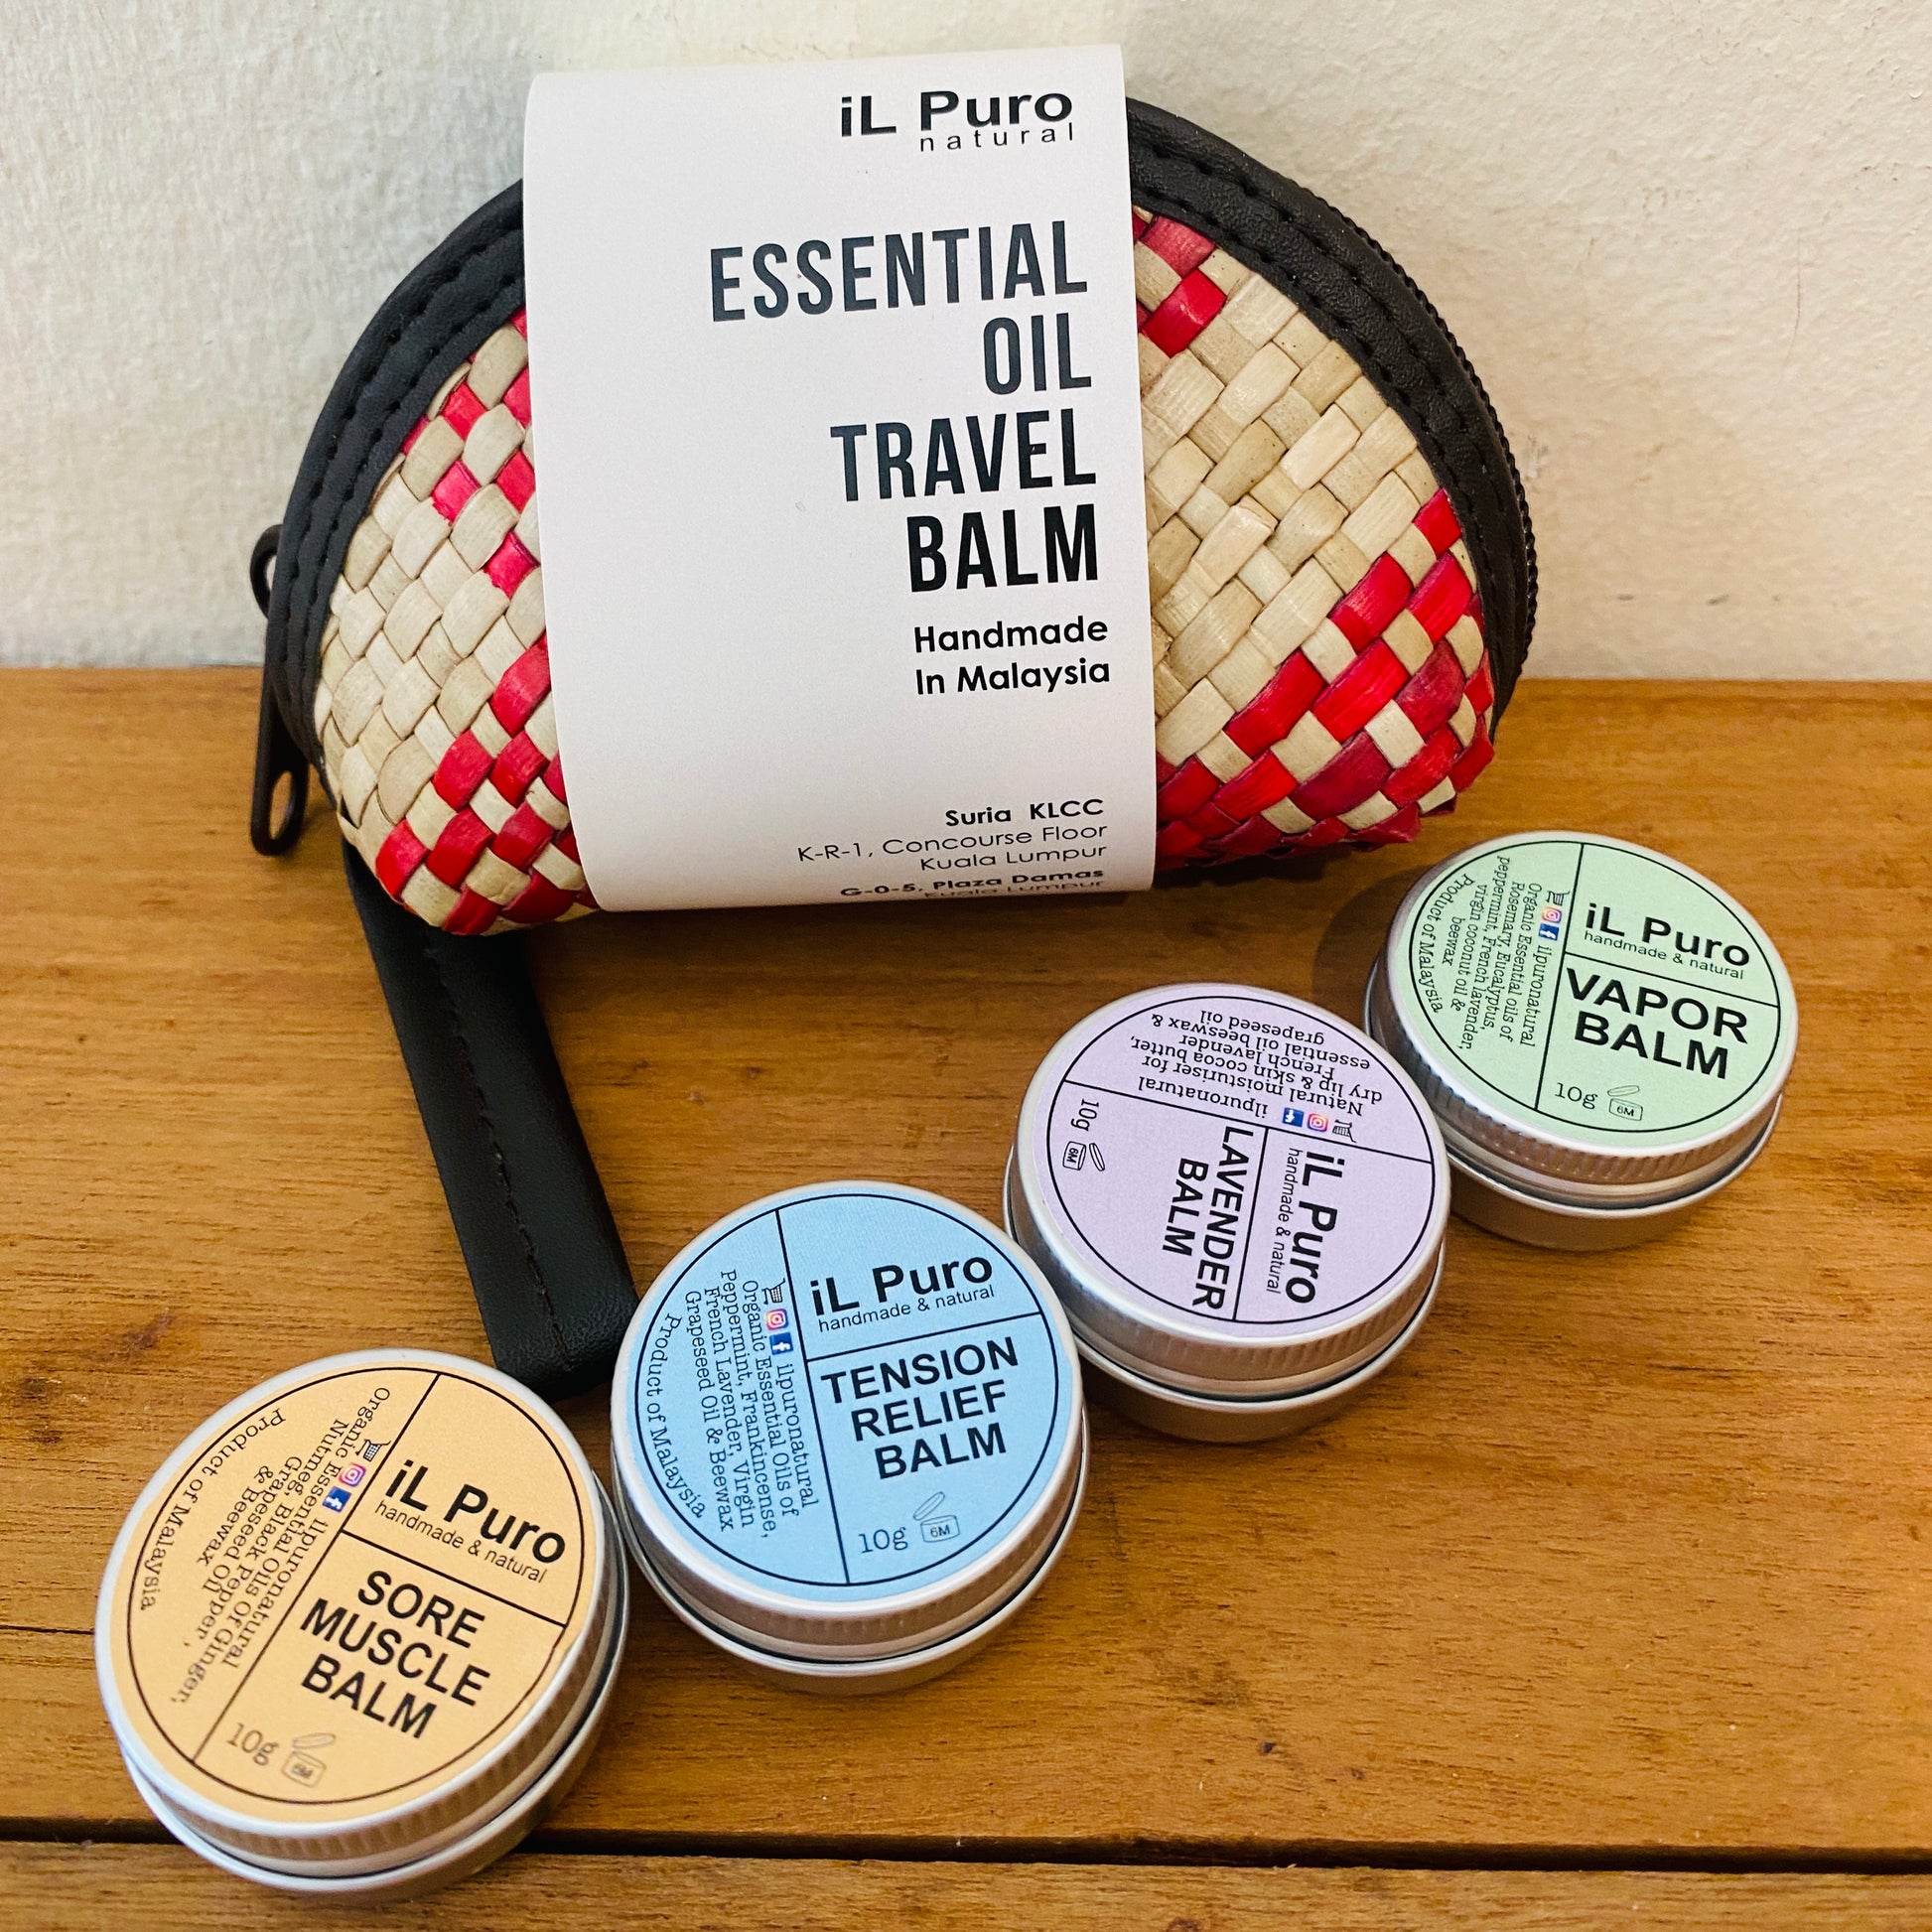 iL Puro
natural
ESSENTIAL
OIL
TRAVEL
BALM
Handmade
In Malaysia
Suria KLCC
K-R-1, Concourse Floor
Kuala Lumpur
G-0-5, Plaza Damas
Kuala Lumpur
iL Puro
handmade & natural
VAPOR
BALM
10g
6M
ilpuronatural
Organic Essential oils of
Rosemary, Eucalyptus,
peppermint, French lavender,
virgin coconut oil &
beewax
Product of Malaysia
iL Puro
handmade & natural
LAVENDER
BALM
10g
6M
ilpuronatural
Natural moisturiser for
dry lip & skin cocoa butter,
French lavender
essential oil beeswax &
grapeseed oil
iL Puro
handmade & natural
TENSION
RELIEF
BALM
10g
6M
ilpuronatural
Organic Essential Oils of
Peppermint, Frankincense,
French Lavender, Virgin
Grapeseed Oil & Beewax
Product of Malaysia
iL Puro
handmade & natural
SORE
MUSCLE
BALM
10g
6M
ilpuronatural
Organic Essential Oils Of Ginger,
Nutmeg, Black Pepper,
Grapeseed Oil
& Beewax
Product of Malaysia